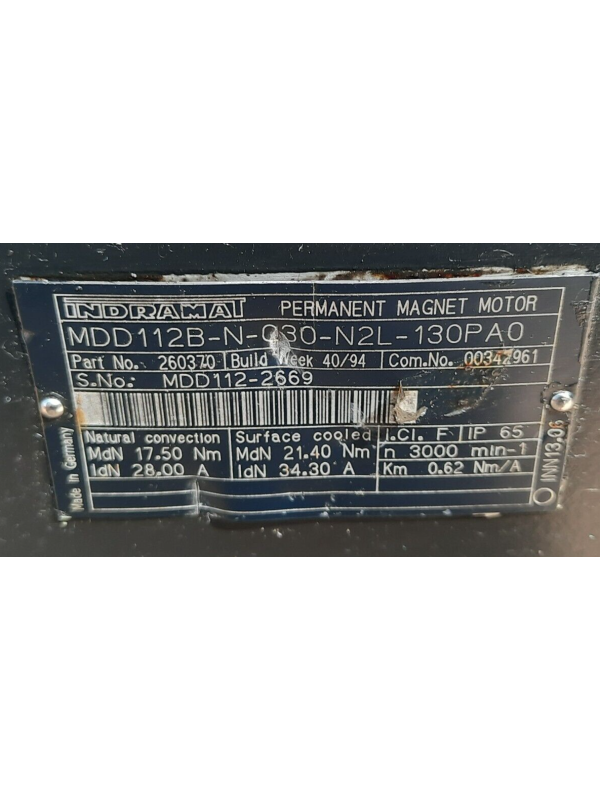 INDRAMAT PERMANENT MAGNET MOTOR
MDD112B-N-030-N2L-130PA0
Part No. 260370 Build Week 40/94 Com.No. 00342961
S.No: MDD112-2669
Natural convection Surface cooled I.Cl. F IP 65
MdN 17.50 Nm MdN 21.40 Nm n 3000 min-1
IdN 28.00 A IdN 34.30 A Km 0.62 Nm/A
Made in Germany
INN13.06